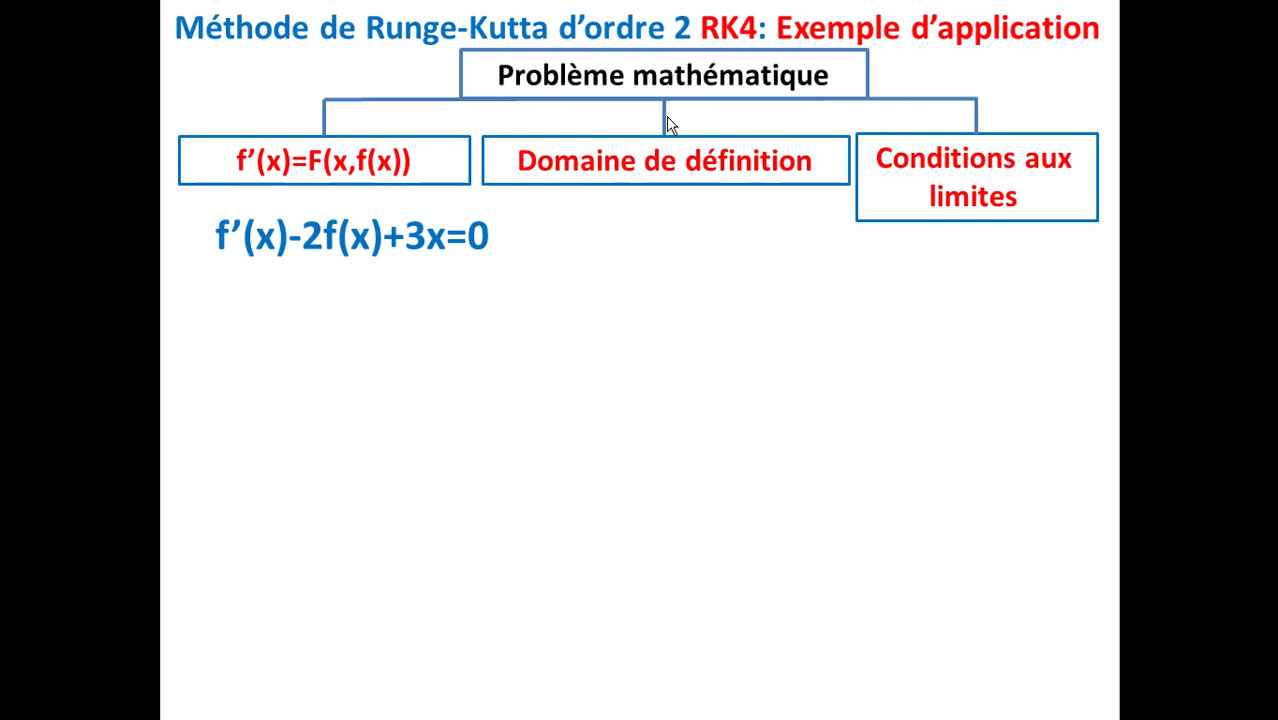 Méthode de Runge-Kutta d’ordre 2 RK4: Exemple d’application
Problème mathématique
f’(x)=F(x,f(x))
Domaine de définition
Conditions aux
limites
f’(x)-2f(x)+3x=0